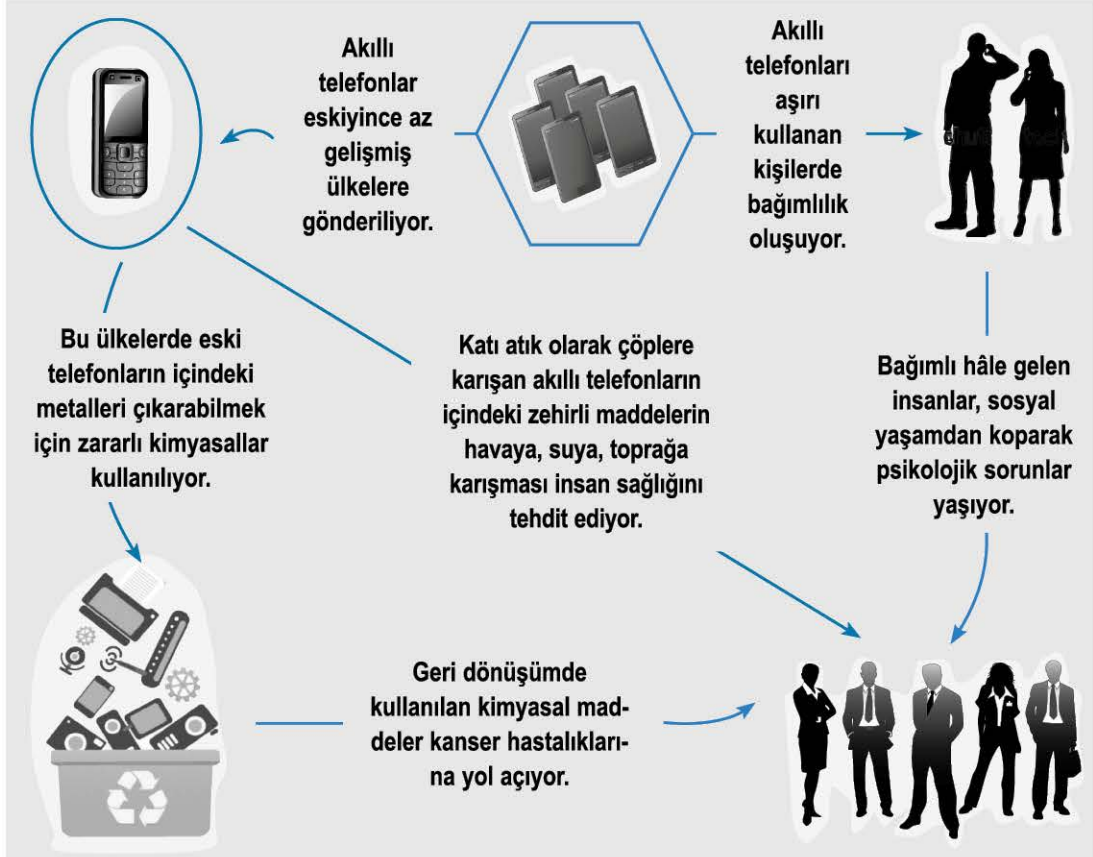 Akıllı
telefonlar
eskiyince az
gelişmiş
ülkelere
gönderiliyor.
Akıllı
telefonları
aşırı
kullanan
kişilerde
bağımlılık
oluşuyor.
Bu ülkelerde eski
telefonların içindeki
metalleri çıkarabilmek
için zararlı kimyasallar
kullanılıyor.
Katı atık olarak çöplere
karışan akıllı telefonların
içindeki zehirli maddelerin
havaya, suya, toprağa
karışması insan sağlığını
tehdit ediyor.
Bağımlı hâle gelen
insanlar, sosyal
yaşamdan koparak
psikolojik sorunlar
yaşıyor.
Geri dönüşümde
kullanılan kimyasal mad-
deler kanser hastalıkları-
na yol açıyor.